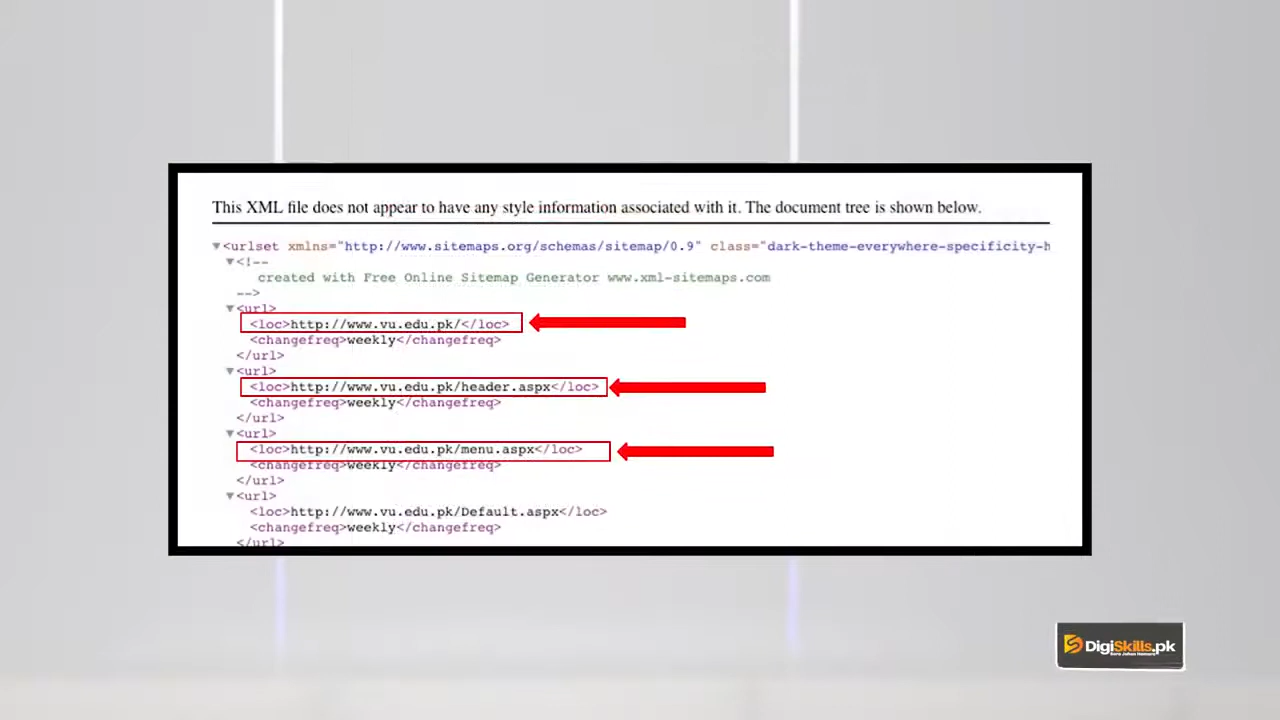 This XML file does not appear to have any style information associated with it. The document tree is shown below.
▼<urlset xmlns="http://www.sitemaps.org/schemas/sitemap/0.9" class="dark-theme-everywhere-specificity-h
▼<!--
created with Free Online Sitemap Generator www.xml-sitemaps.com
-->
▼<url>
<loc>http://www.vu.edu.pk/</loc>
<changefreq>weekly</changefreq>
</url>
▼<url>
<loc>http://www.vu.edu.pk/header.aspx</loc>
<changefreq>weekly</changefreq>
</url>
▼<url>
<loc>http://www.vu.edu.pk/menu.aspx</loc>
<changefreq>weekly</changefreq>
</url>
▼<url>
<loc>http://www.vu.edu.pk/Default.aspx</loc>
<changefreq>weekly</changefreq>
</url>
DigiSkills.pk